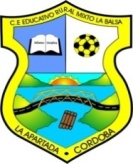 C.E EDUCATIVO RURAL MIXTO LA BALSA
LA APARTADA - CORDOBA